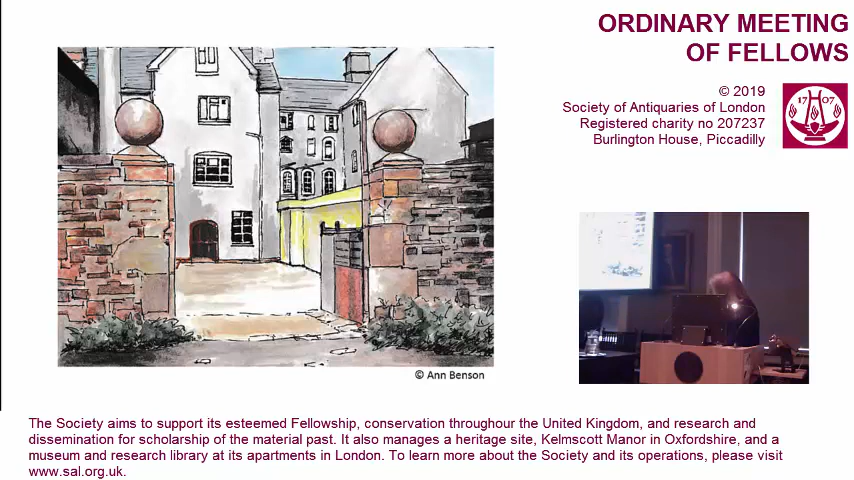 ORDINARY MEETING
OF FELLOWS
© 2019
Society of Antiquaries of London
Registered charity no 207237
Burlington House, Piccadilly
17 07
© Ann Benson
The Society aims to support its esteemed Fellowship, conservation throughour the United Kingdom, and research and
dissemination for scholarship of the material past. It also manages a heritage site, Kelmscott Manor in Oxfordshire, and a
museum and research library at its apartments in London. To learn more about the Society and its operations, please visit
www.sal.org.uk.